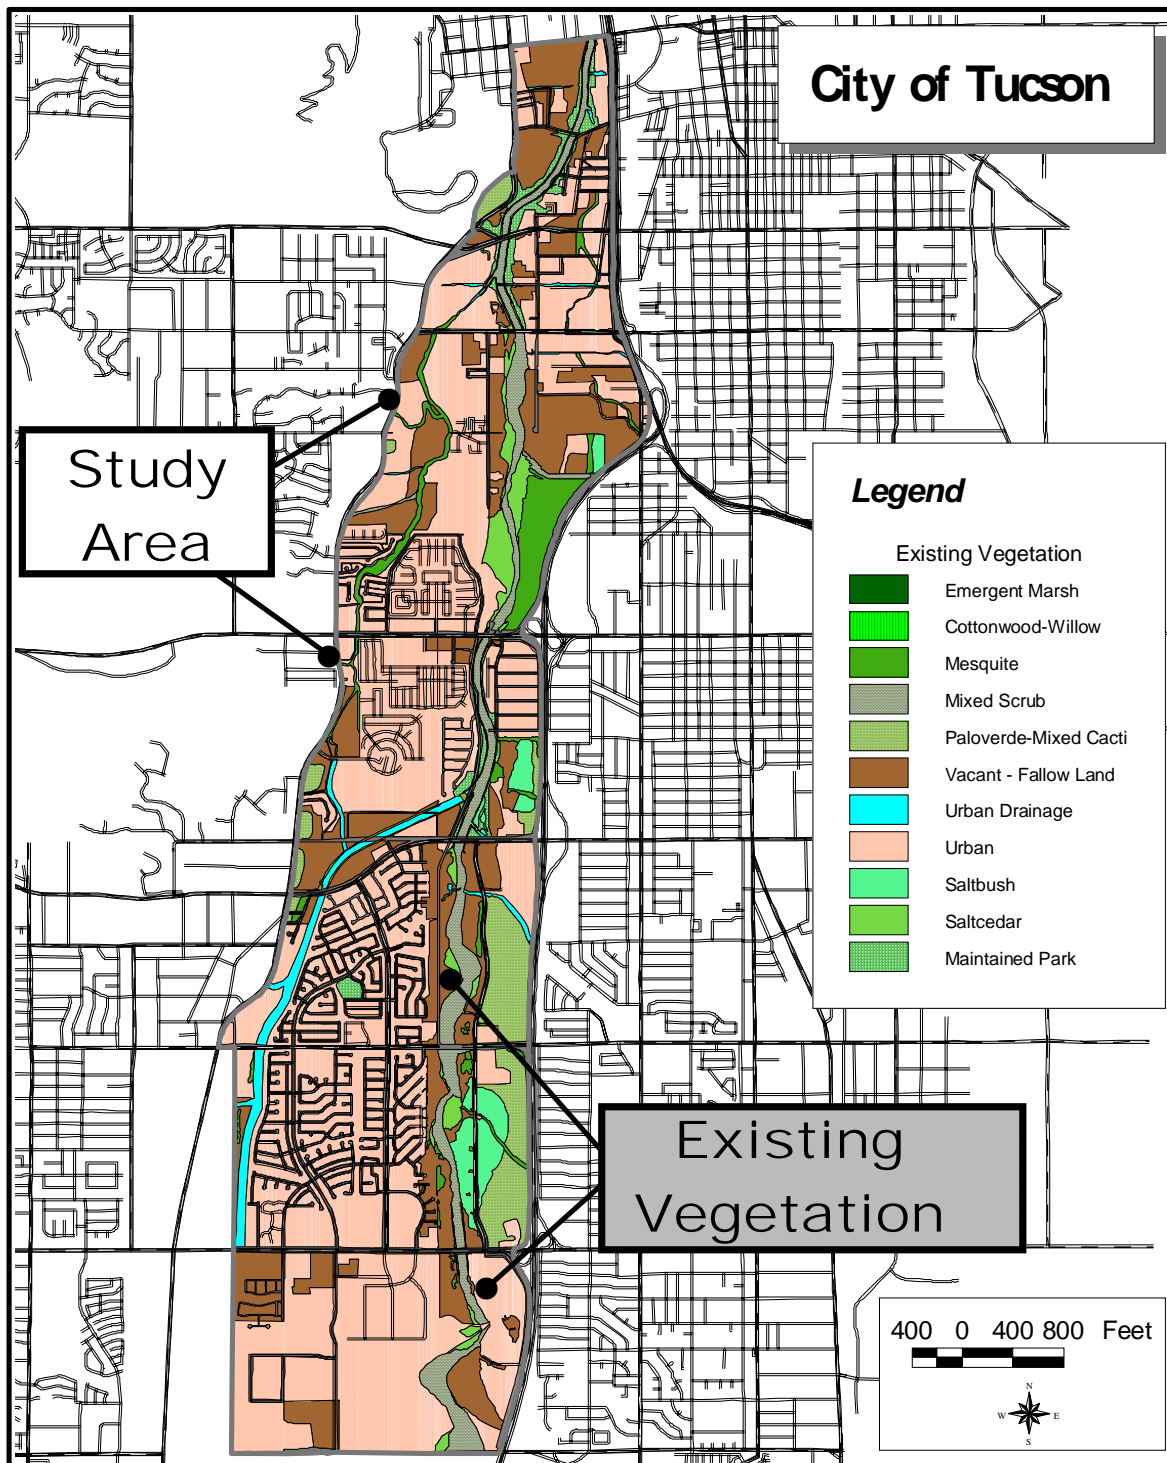 City of Tucson
Study
Area
Legend
Existing Vegetation
Emergent Marsh
Cottonwood-Willow
Mesquite
Mixed Scrub
Paloverde-Mixed Cacti
Vacant - Fallow Land
Urban Drainage
Urban
Saltbush
Saltcedar
Maintained Park
Existing
Vegetation
400 0 400 800 Feet
N
W E
S